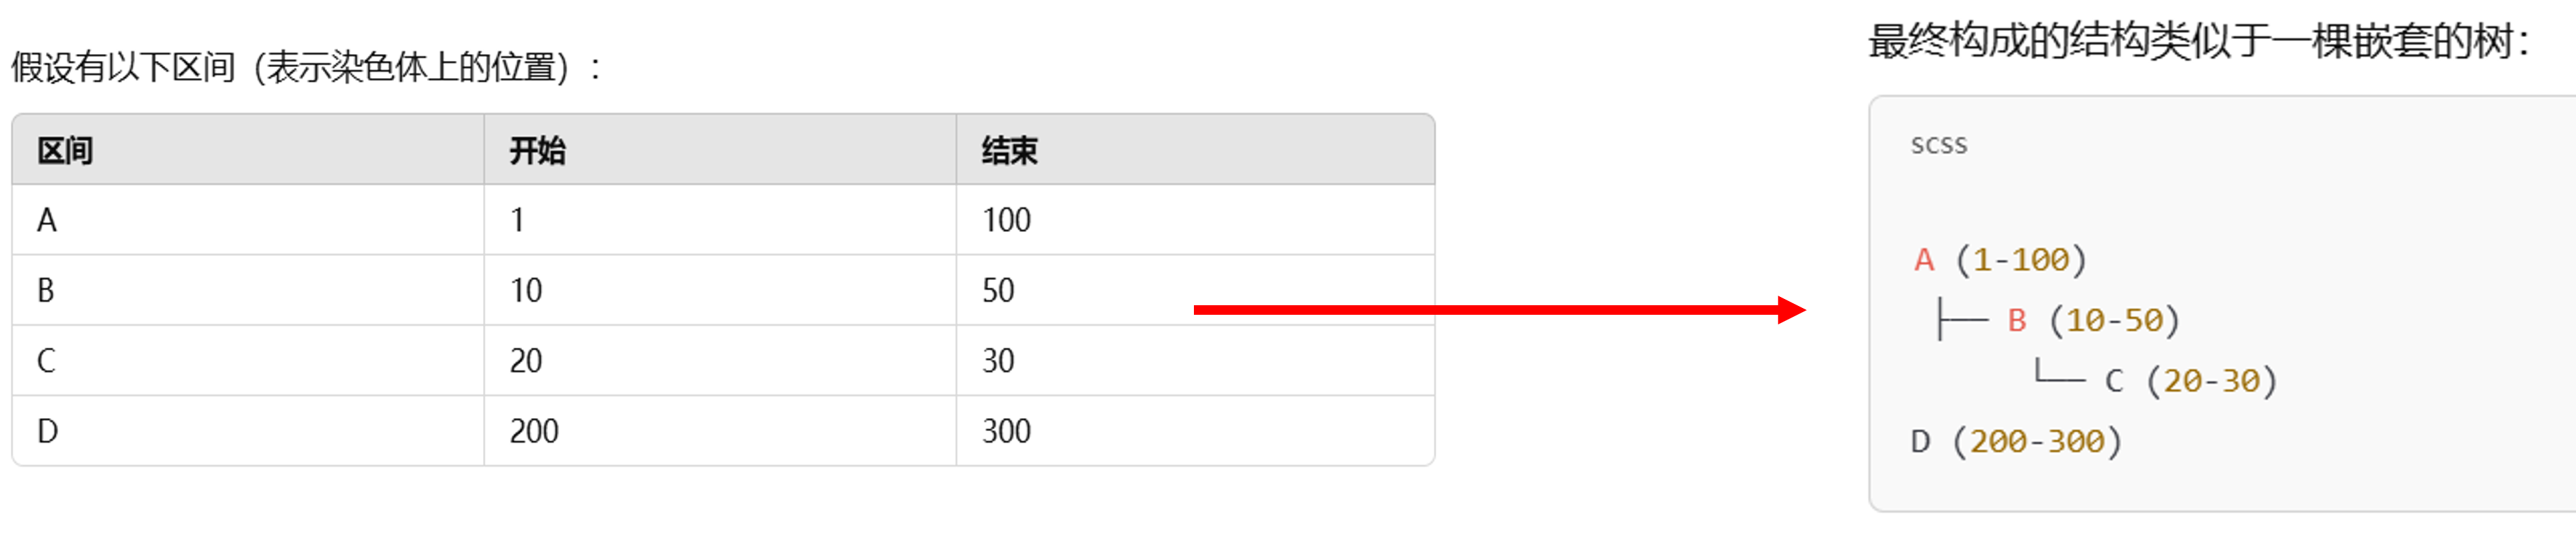 假设有以下区间（表示染色体上的位置）：
区间 开始 结束
A 1 100
B 10 50
C 20 30
D 200 300
最终构成的结构类似于一棵嵌套的树：
scss
A (1-100)
├── B (10-50)
└── C (20-30)
D (200-300)